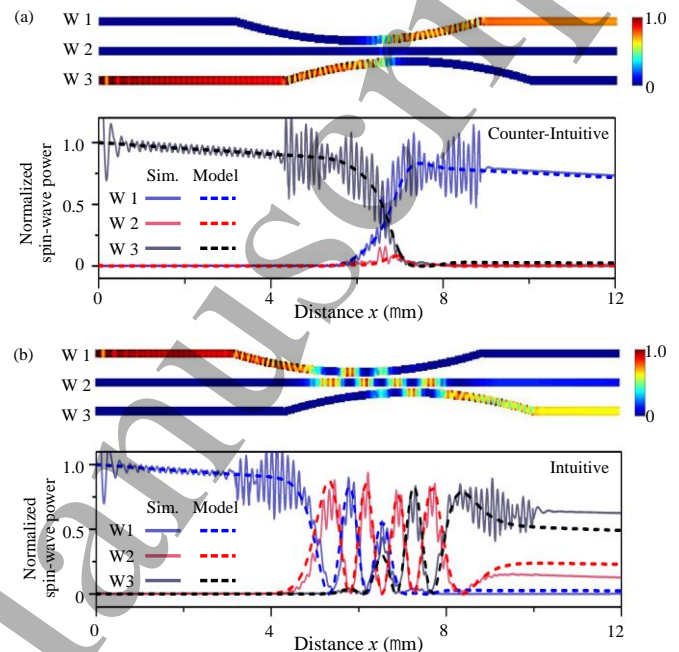 (a)
W 1
W 2
W 3
1.0
0
Counter-Intuitive
Sim. Model
W 1
W 2
W 3
Normalized
spin-wave power
1.0
0.5
0
0 4 8 12
Distance x (mm)
(b)
W 1
W 2
W 3
1.0
0
Intuitive
Sim. Model
W1
W2
W3
Normalized
spin-wave power
1.0
0.5
0
0 4 8 12
Distance x (mm)